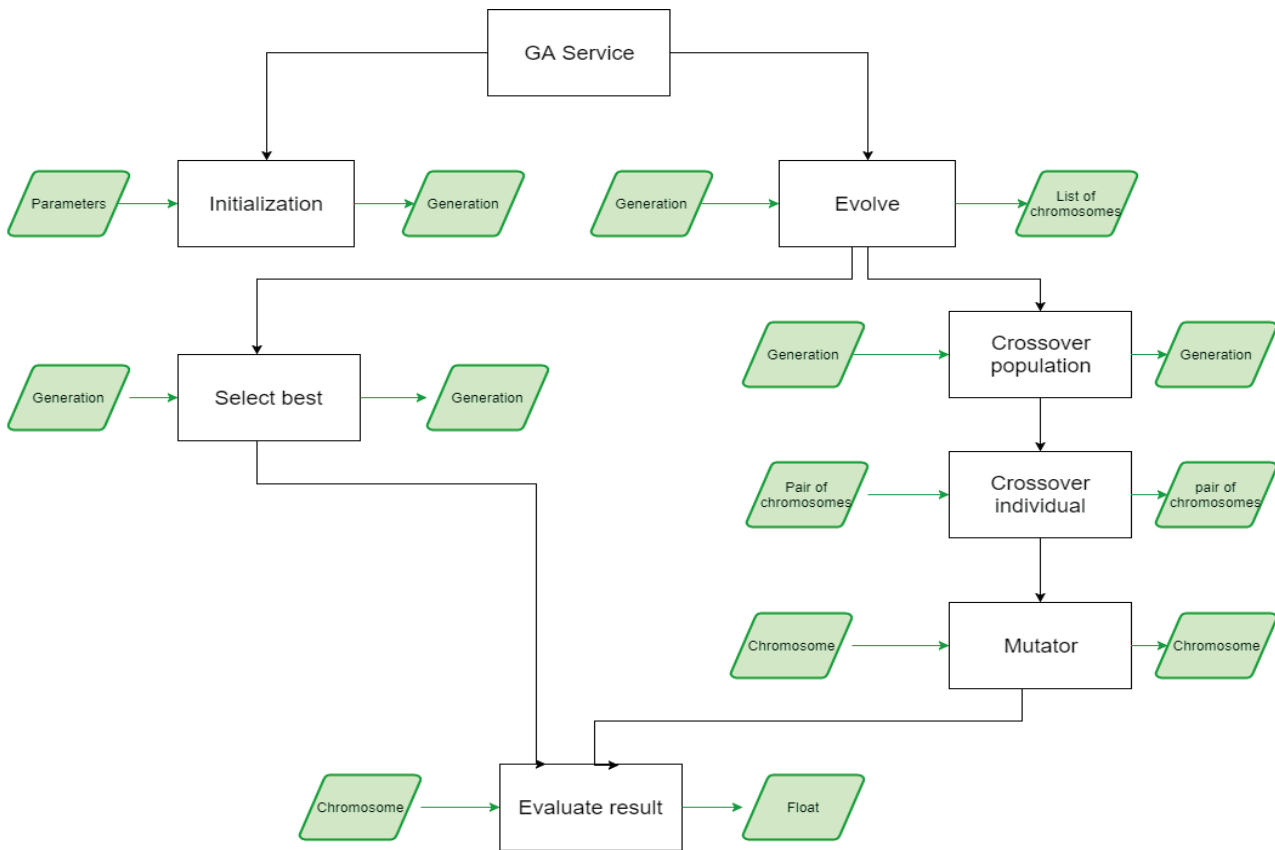 GA Service
Parameters
Initialization
Generation
Generation
Evolve
List of
chromosomes
Generation
Crossover
population
Generation
Generation
Select best
Generation
Pair of
chromosomes
Crossover
individual
pair of
chromosomes
Chromosome
Mutator
Chromosome
Chromosome
Evaluate result
Float